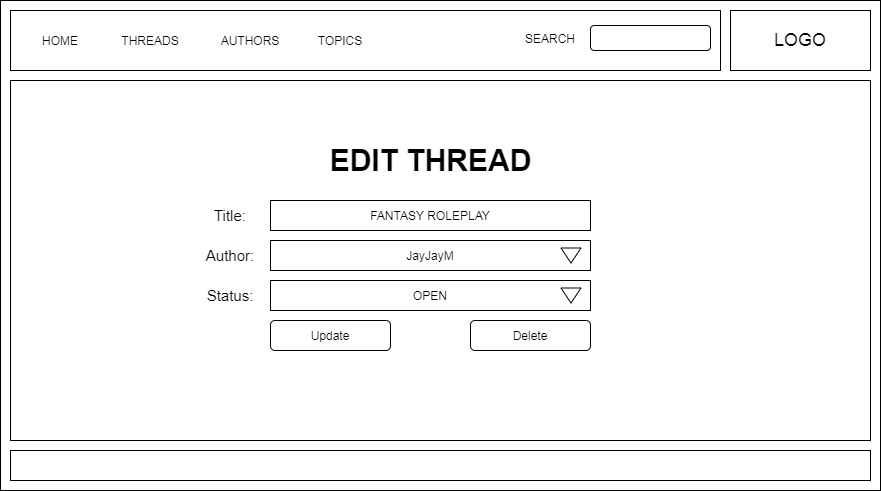 HOME THREADS AUTHORS TOPICS SEARCH LOGO
EDIT THREAD
Title: FANTASY ROLEPLAY
Author: JayJayM
Status: OPEN
Update Delete